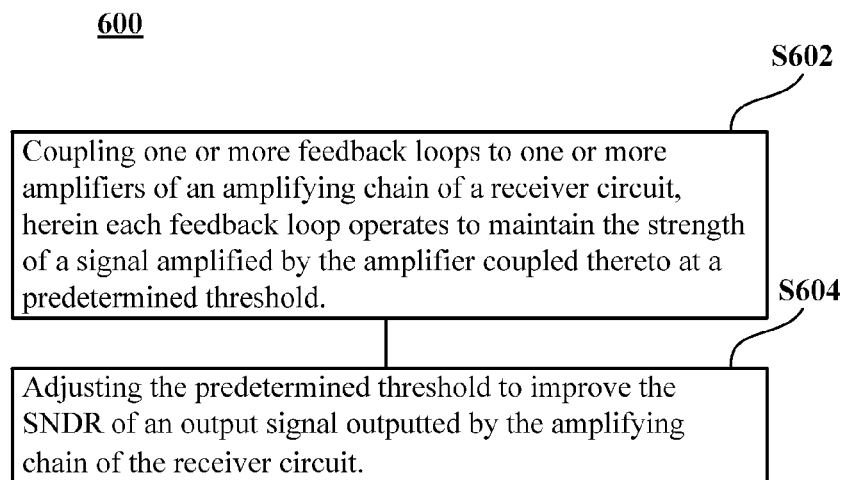 600
S602
Coupling one or more feedback loops to one or more
amplifiers of an amplifying chain of a receiver circuit,
herein each feedback loop operates to maintain the strength
of a signal amplified by the amplifier coupled thereto at a
predetermined threshold.
S604
Adjusting the predetermined threshold to improve the
SNDR of an output signal outputted by the amplifying
chain of the receiver circuit.